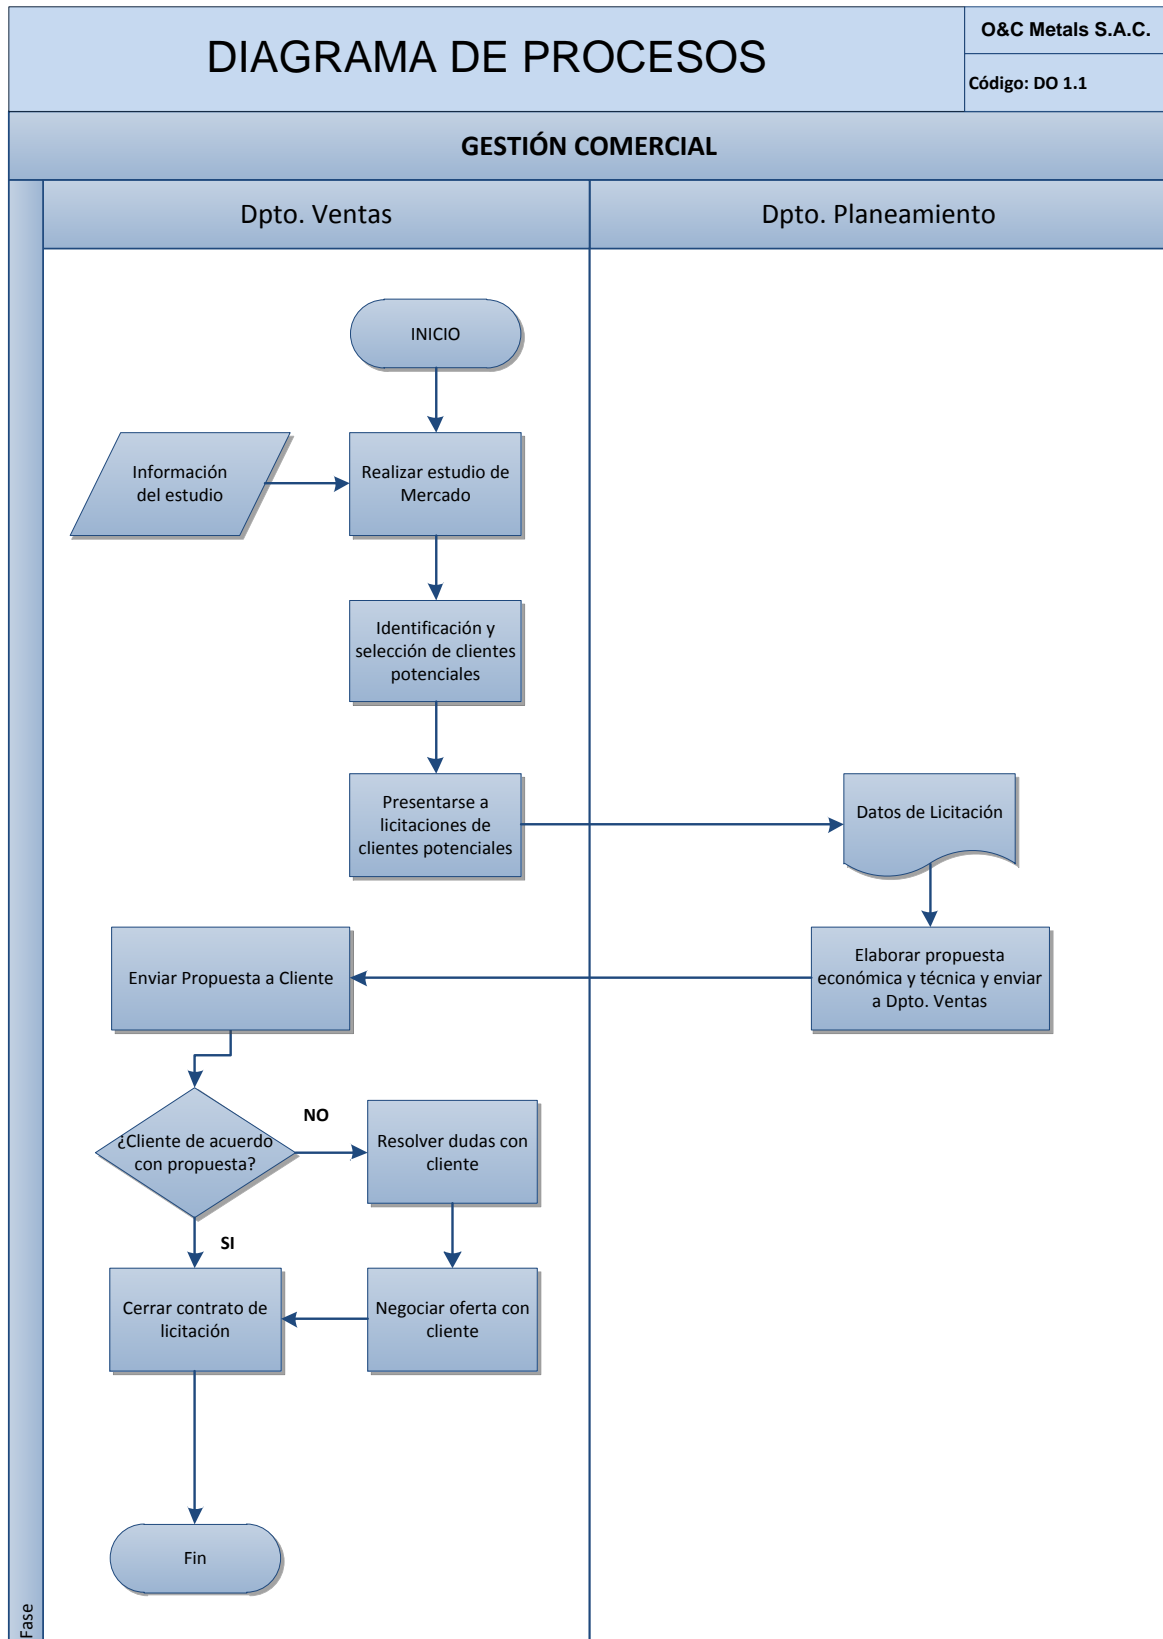 DIAGRAMA DE PROCESOS
O&C Metals S.A.C.
Código: DO 1.1
GESTIÓN COMERCIAL
Dpto. Ventas
Dpto. Planeamiento
INICIO
Información
del estudio
Realizar estudio de
Mercado
Identificación y
selección de clientes
potenciales
Presentarse a
licitaciones de
clientes potenciales
Datos de Licitación
Elaborar propuesta
económica y técnica y enviar
a Dpto. Ventas
Enviar Propuesta a Cliente
¿Cliente de acuerdo
con propuesta?
NO
Resolver dudas con
cliente
SI
Cerrar contrato de
licitación
Negociar oferta con
cliente
Fin
Fase